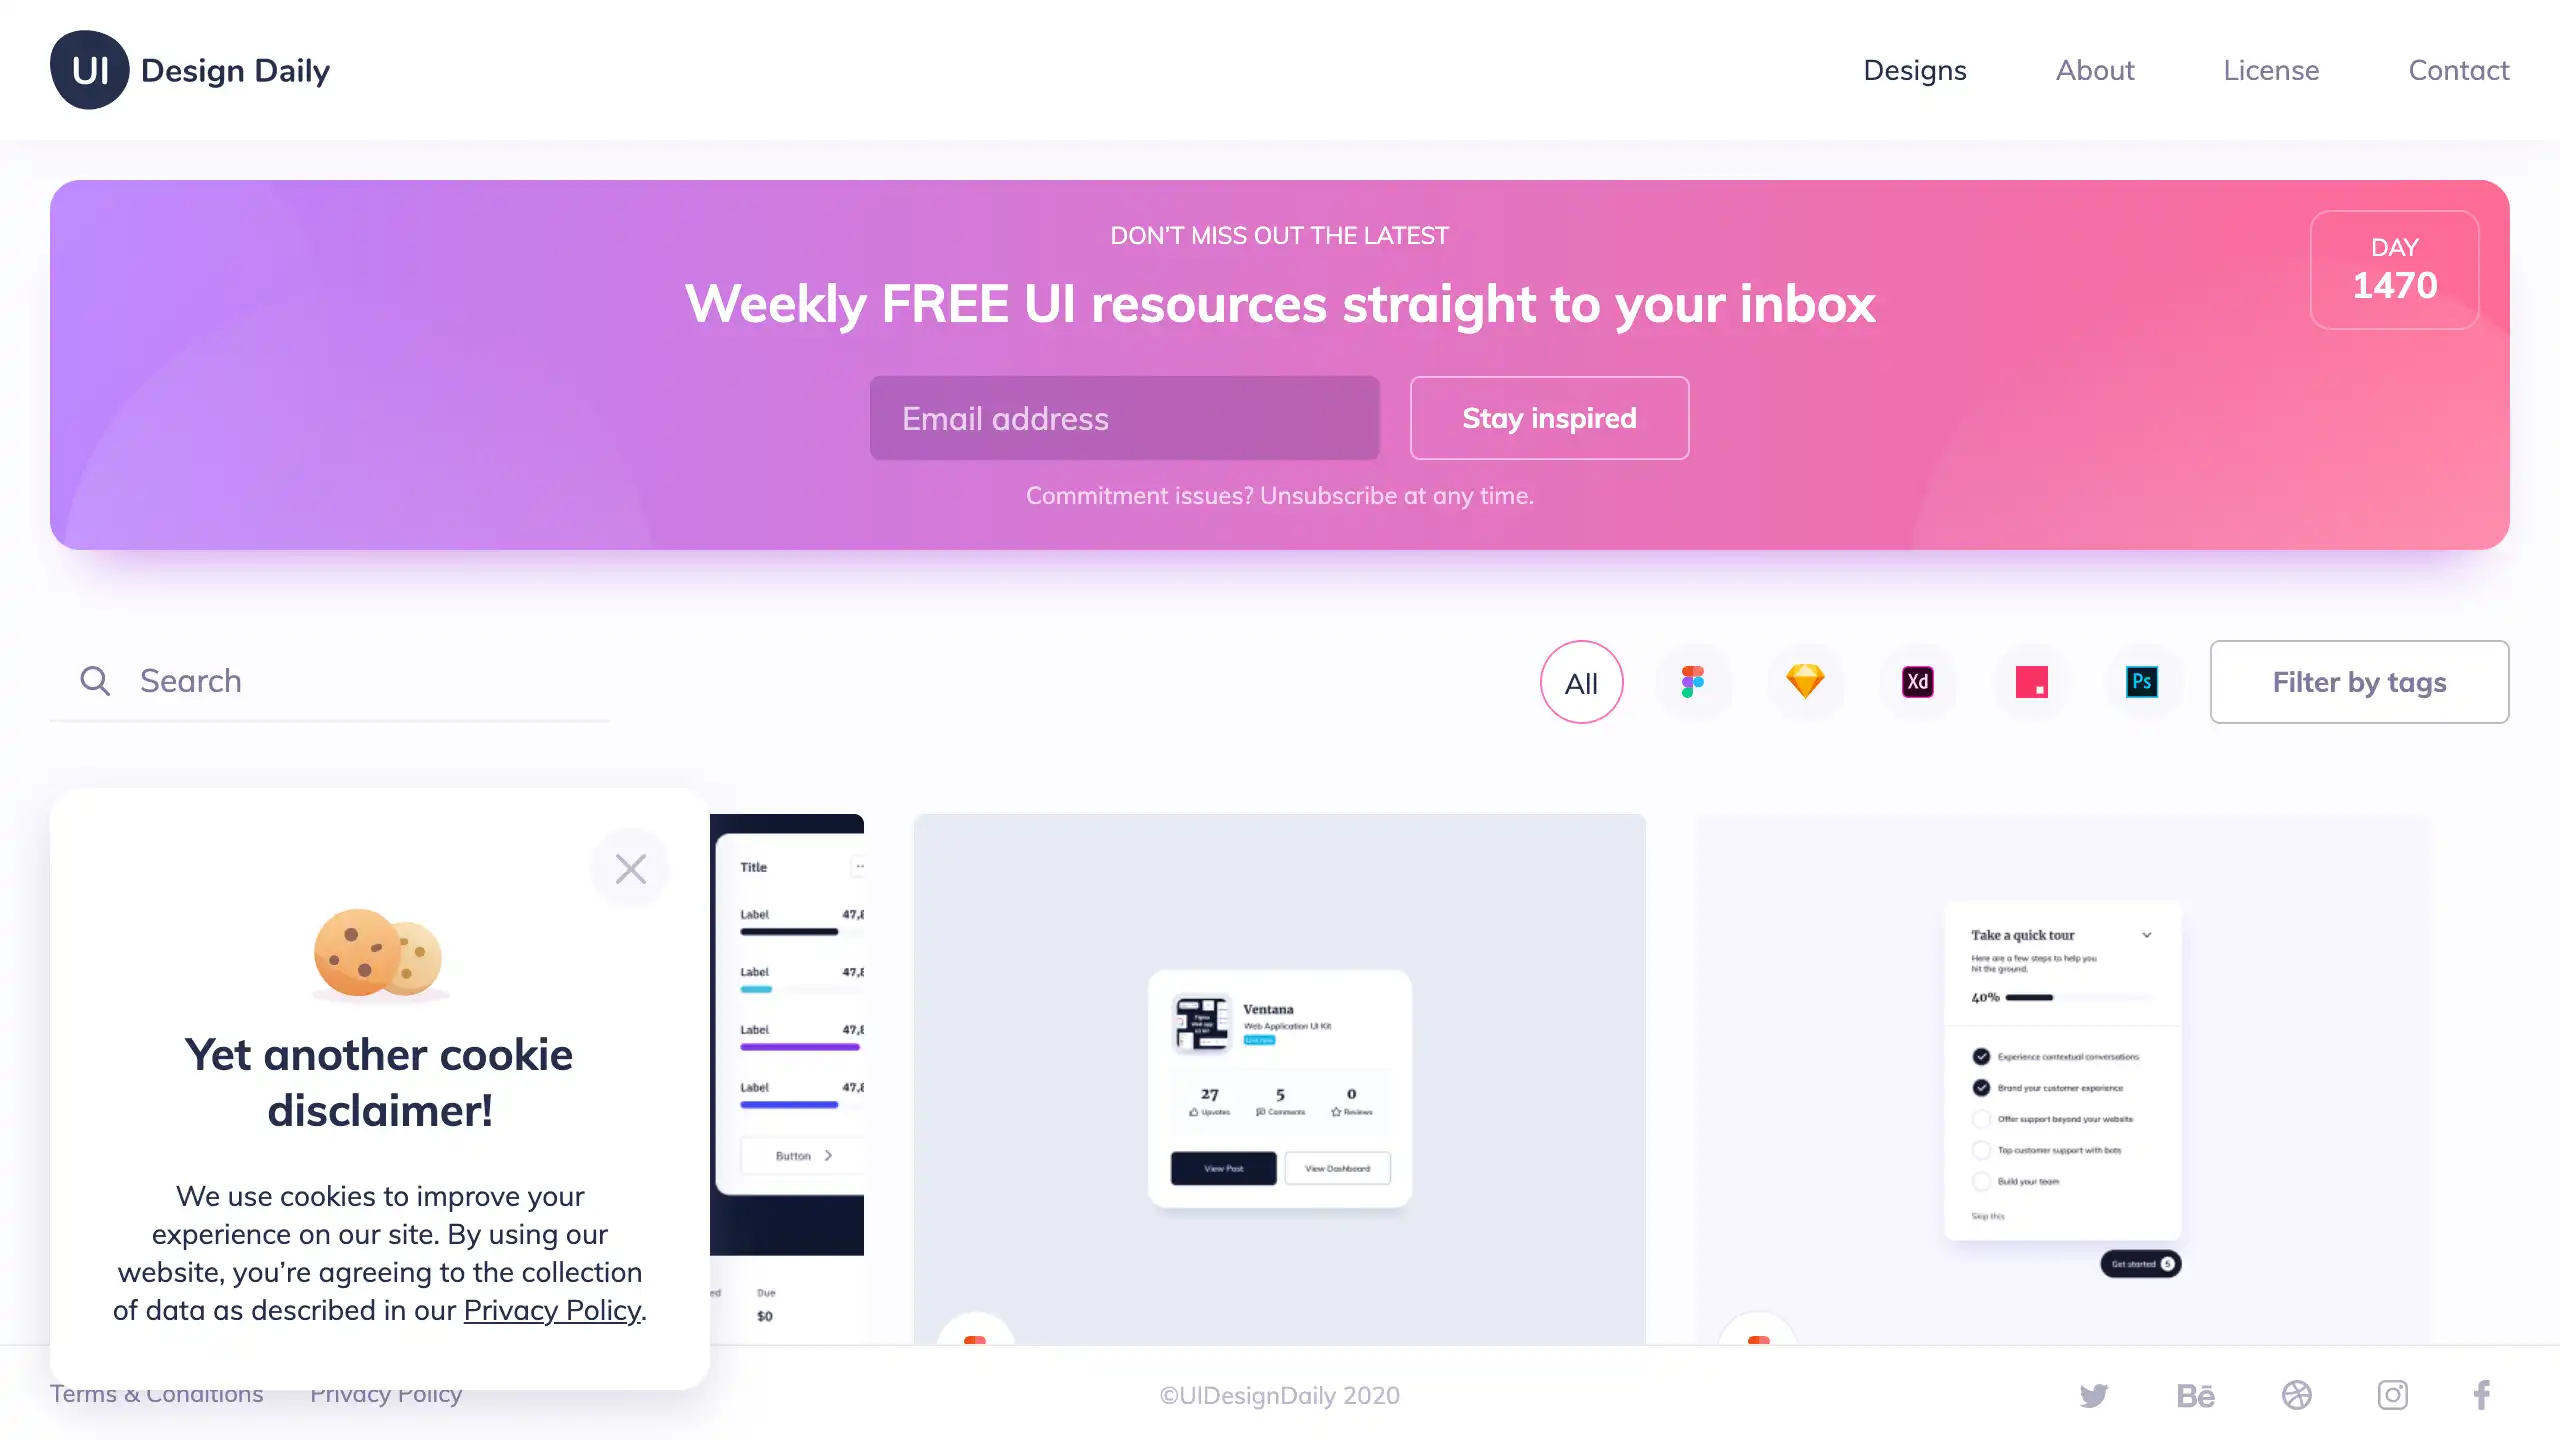 UI Design Daily
Designs
About
License
Contact
DON'T MISS OUT THE LATEST
Weekly FREE UI resources straight to your inbox
DAY
1470
Email address
Stay inspired
Commitment issues? Unsubscribe at any time.
Search
All
Xd
Ps
Filter by tags
Yet another cookie
disclaimer!
We use cookies to improve your
experience on our site. By using our
website, you’re agreeing to the collection
of data as described in our Privacy Policy.
Title
Label 47,8
Label 47,8
Label 47,8
Label 47,8
Button
ed Due
$0
Ventana
Web Application UI Kit
27 5 0
Upvotes Comments Reviews
View Post View Dashboard
Take a quick tour
Here are a few steps to help you
hit the ground.
40%
Experience contextual conversations
Brand your customer experience
Offer support beyond your website
Top customer support with bots
Build your team
Skip this
Get started 5
Terms & Conditions
Privacy Policy
©UIDesignDaily 2020
Bē